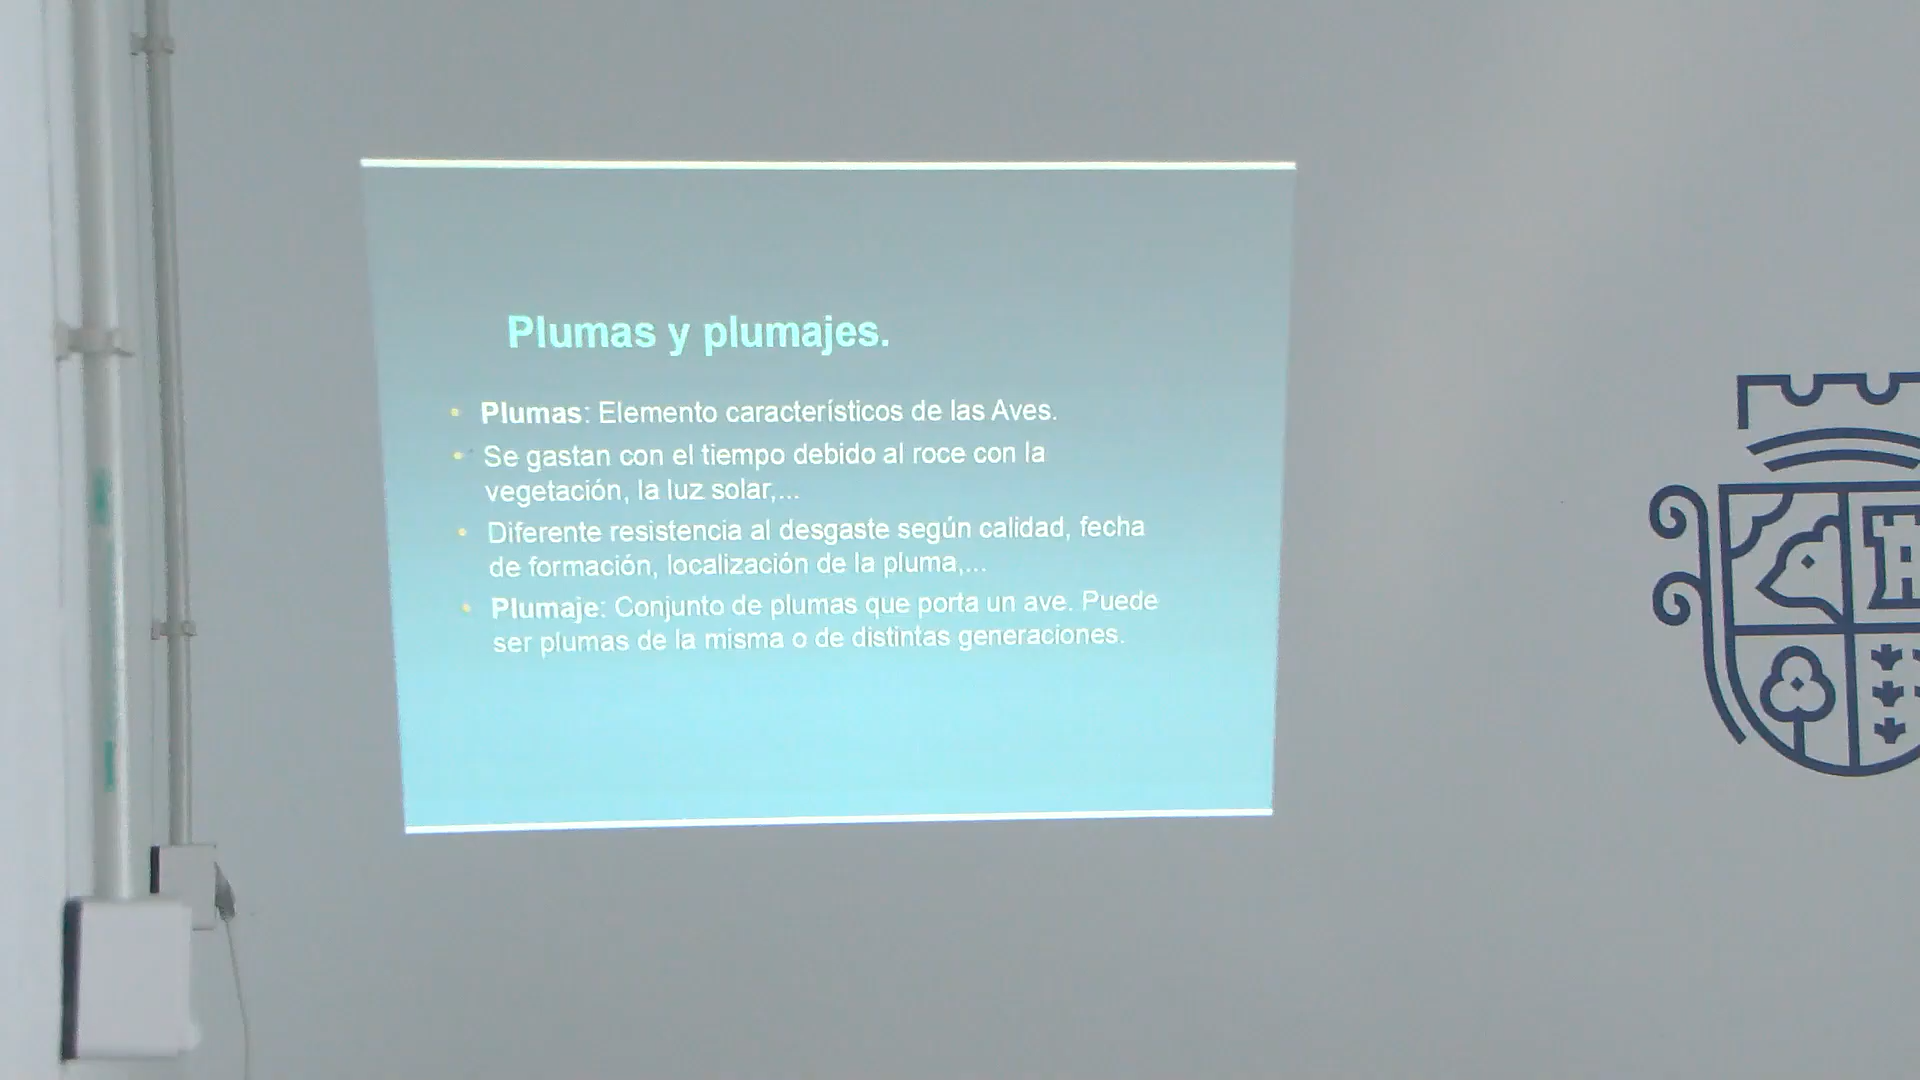 Plumas y plumajes.
• Plumas: Elemento característicos de las Aves.
• Se gastan con el tiempo debido al roce con la
vegetación, la luz solar,...
• Diferente resistencia al desgaste según calidad, fecha
de formación, localización de la pluma,...
• Plumaje: Conjunto de plumas que porta un ave. Puede
ser plumas de la misma o de distintas generaciones.